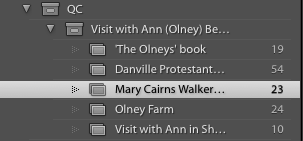 QC
Visit with Ann (Olney) Be...
'The Olneys' book 19
Danville Protestant... 54
Mary Cairns Walker... 23
Olney Farm 24
Visit with Ann in Sh... 10